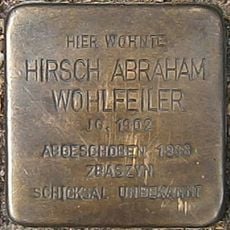 HIER WOHNTE
HIRSCH ABRAHAM
WOHLFEILER
JG. 1902
ABGESCHOBEN 1938
ZBASZYN
SCHICKSAL UNBEKANNT